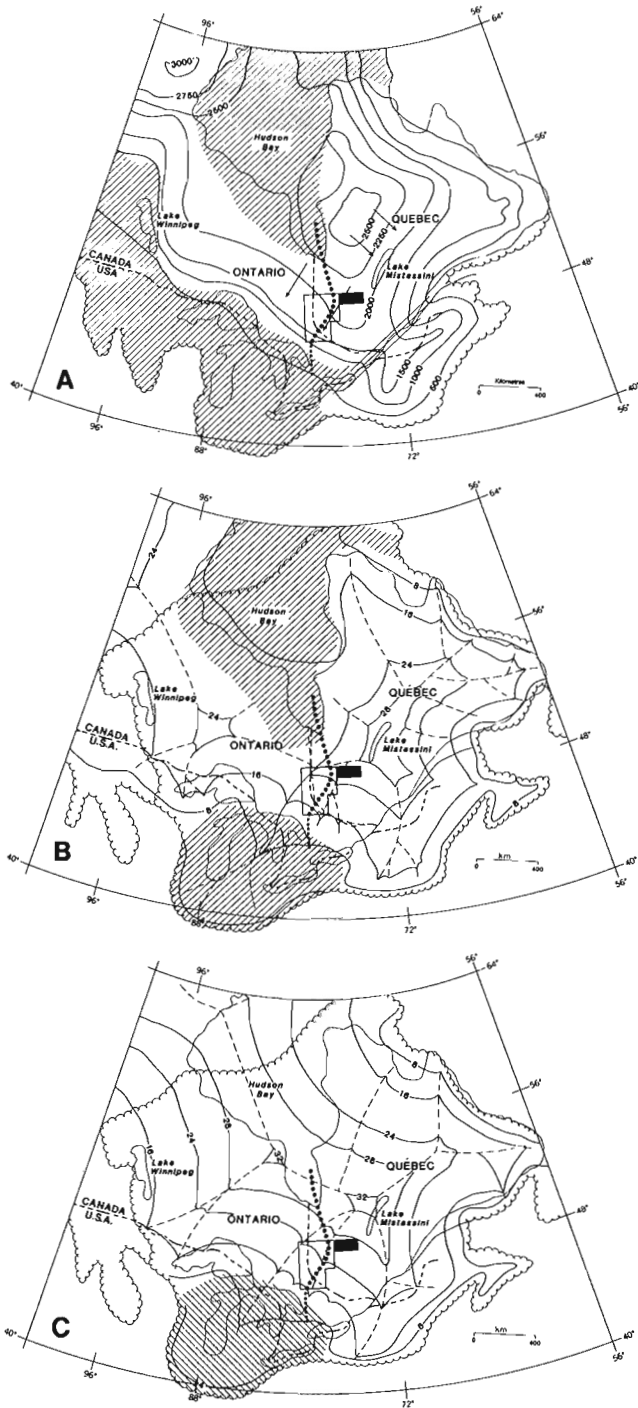 96°
56°
64°
3000
2750
2500
Hudson
Bay
56°
QUEBEC
2500
2250
Lake
Winnipeg
48°
CANADA
USA
ONTARIO
Lake
Mistassini
2000
1500
1000
600
A
Kilometres
0 400
40°
40°
96°
88°
72°
56°
96°
56°
64°
24
8
16
Hudson
Bay
56°
24
QUEBEC
Lake
Winnipeg
24
28
48°
CANADA
U.S.A.
ONTARIO
Lake
Mistassini
16
8
8
B
km
0 400
40°
40°
96°
88°
72°
56°
96°
56°
64°
Hudson
Bay
8
16
28
24
56°
24
16
32
28
QUEBEC
Lake
Winnipeg
32
Lake
Mistassini
48°
CANADA
U.S.A.
ONTARIO
8
C
km
0 400
40°
40°
96°
88°
72°
56°